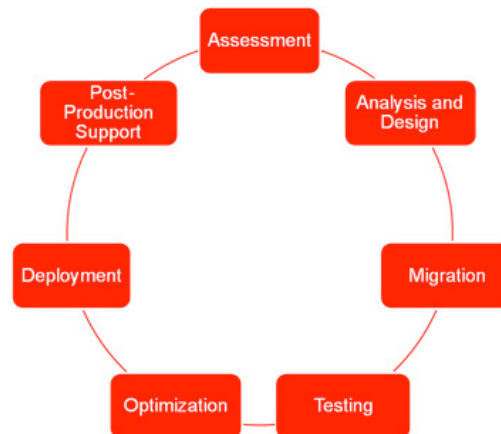 Assessment
Analysis and
Design
Migration
Testing
Optimization
Deployment
Post-
Production
Support